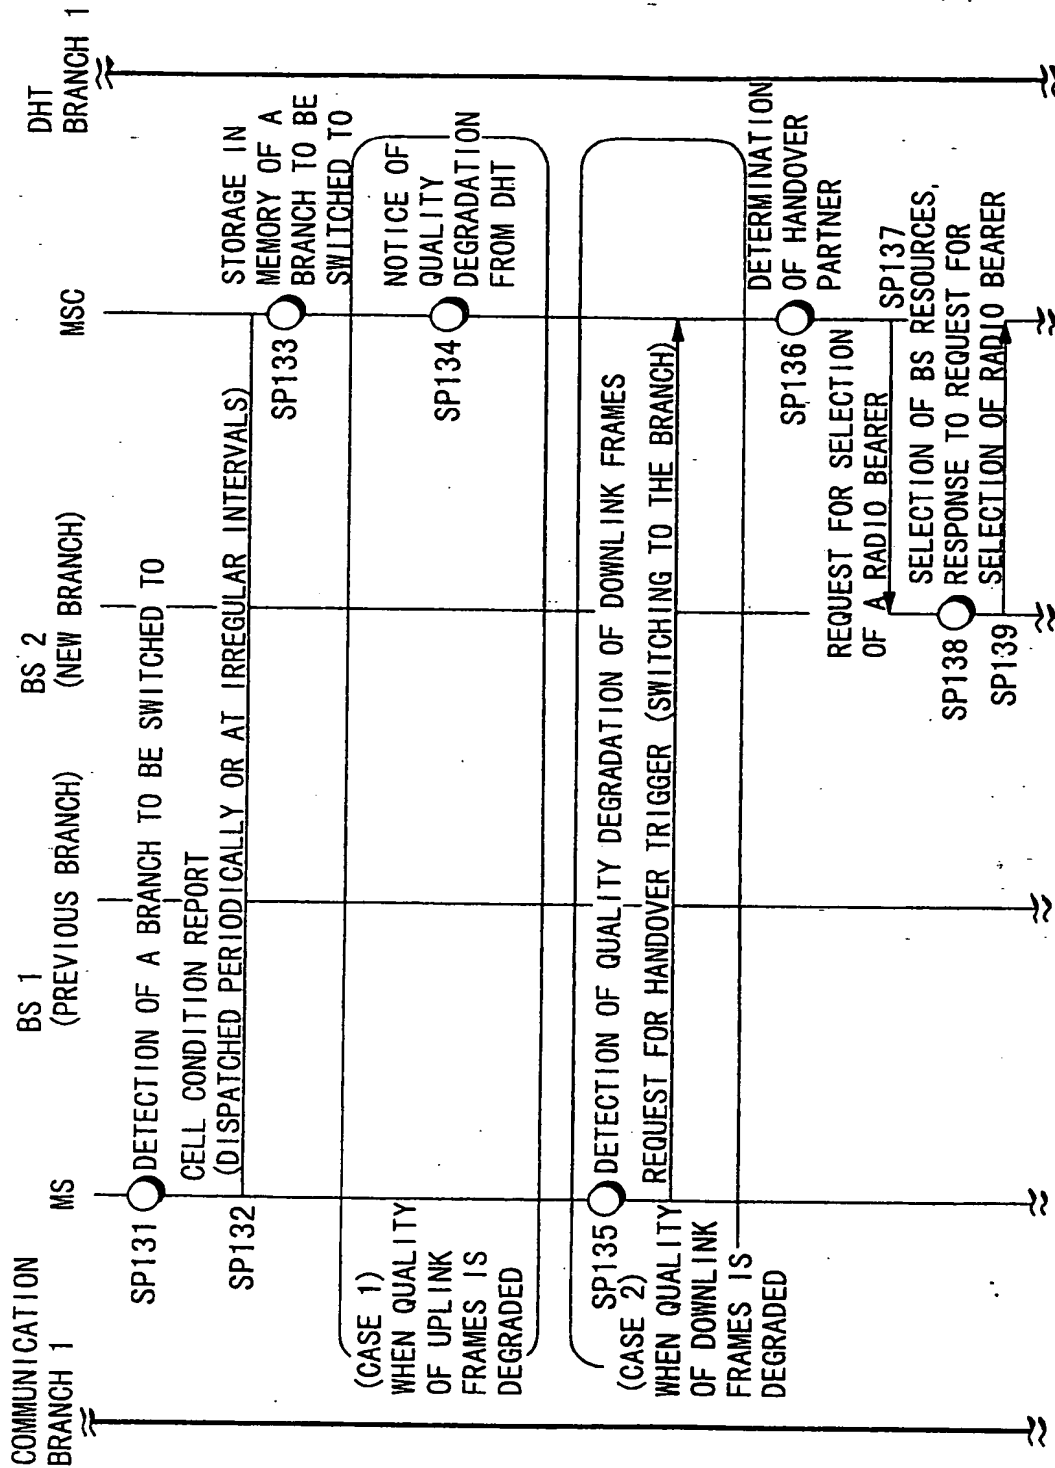 COMMUNICATION
BRANCH 1
MS
BS 1
(PREVIOUS BRANCH)
BS 2
(NEW BRANCH)
MSC
DHT
BRANCH 1
SP131
DETECTION OF A BRANCH TO BE SWITCHED TO
CELL CONDITION REPORT
(DISPATCHED PERIODICALLY OR AT IRREGULAR INTERVALS)
SP132
SP133
STORAGE IN
MEMORY OF A
BRANCH TO BE
SWITCHED TO
(CASE 1)
WHEN QUALITY
OF UPLINK
FRAMES IS
DEGRADED
SP134
NOTICE OF
QUALITY
DEGRADATION
FROM DHT
SP135
DETECTION OF QUALITY DEGRADATION OF DOWNLINK FRAMES
(CASE 2)
WHEN QUALITY
OF DOWNLINK
FRAMES IS
DEGRADED
REQUEST FOR HANDOVER TRIGGER (SWITCHING TO THE BRANCH)
SP136
DETERMINATION
OF HANDOVER
PARTNER
REQUEST FOR SELECTION
OF A RADIO BEARER
SP137
SP138
SELECTION OF BS RESOURCES,
RESPONSE TO REQUEST FOR
SELECTION OF RADIO BEARER
SP139